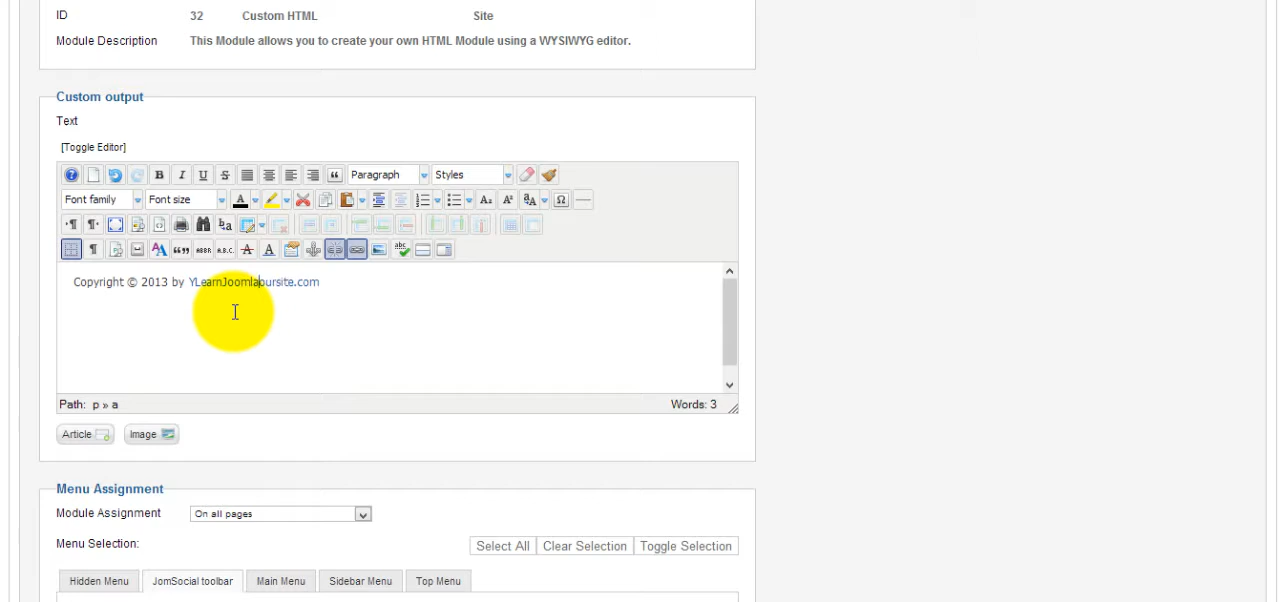 ID 32 Custom HTML Site
Module Description This Module allows you to create your own HTML Module using a WYSIWYG editor.
Custom output
Text
[Toggle Editor]
B I U S Paragraph Styles
Font family Font size
ABBR A.B.C.
Copyright © 2013 by YLearnJoomlaoursite.com
Path: p » a Words: 3
Article Image
Menu Assignment
Module Assignment On all pages
Menu Selection: Select All Clear Selection Toggle Selection
Hidden Menu JomSocial toolbar Main Menu Sidebar Menu Top Menu